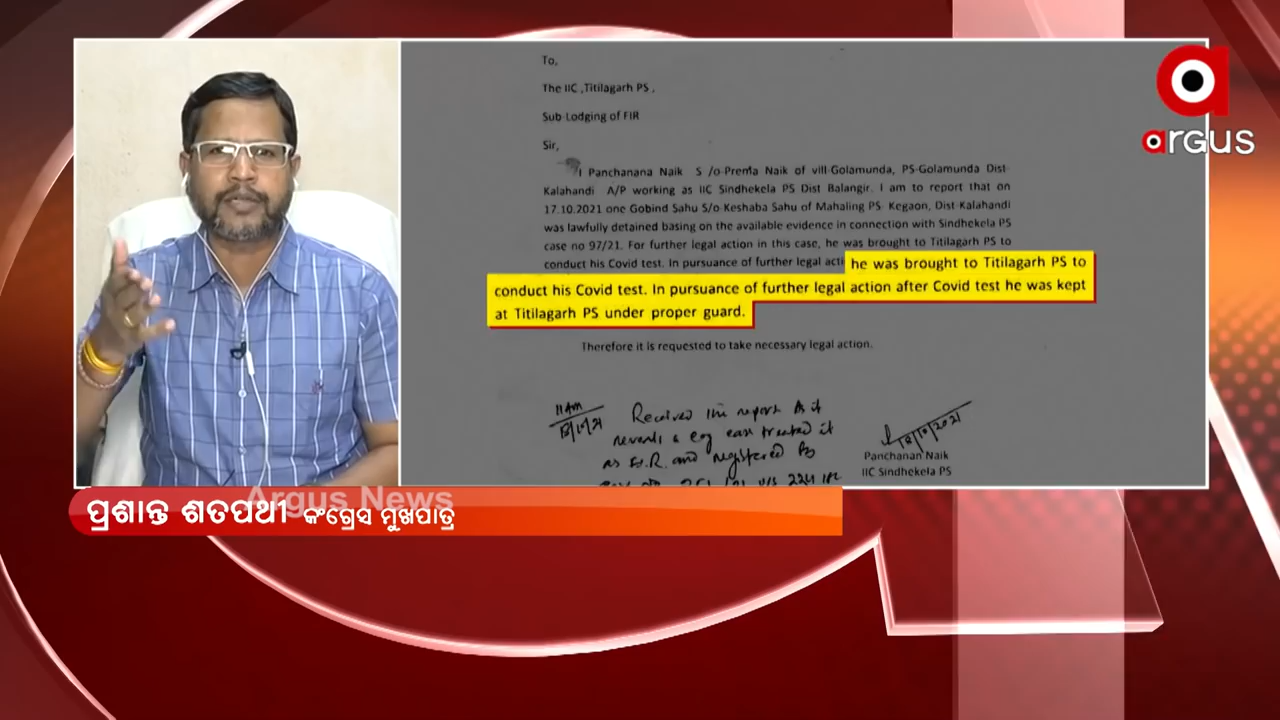 To,
The IIC ,Titilagarh PS ,
Sub-Lodging of FIR
Sir,
I Panchanana Naik S /o-Prema Naik of vill-Golamunda, PS-Golamunda Dist-
Kalahandi A/P working as IIC Sindhekela PS Dist Balangir. I am to report that on
17.10.2021 one Gobind Sahu S/o-Keshaba Sahu of Mahaling PS- Kegaon, Dist-Kalahandi
was lawfully detained basing on the available evidence in connection with Sindhekela PS
case no 97/21. For further legal action in this case, he was brought to Titilagarh PS to
conduct his Covid test. In pursuance of further legal acti
he was brought to Titilagarh PS to
conduct his Covid test. In pursuance of further legal action after Covid test he was kept
at Titilagarh PS under proper guard.
Therefore it is requested to take necessary legal action.
11 AM
Received the report As it
reveals a cog case treated it
as and registered PS
18/10/2021
Panchanan Naik
IIC Sindhekela PS
argus
Argus News
ପ୍ରଶାନ୍ତ ଶତପଥୀ କଂଗ୍ରେସ ମୁଖପାତ୍ର